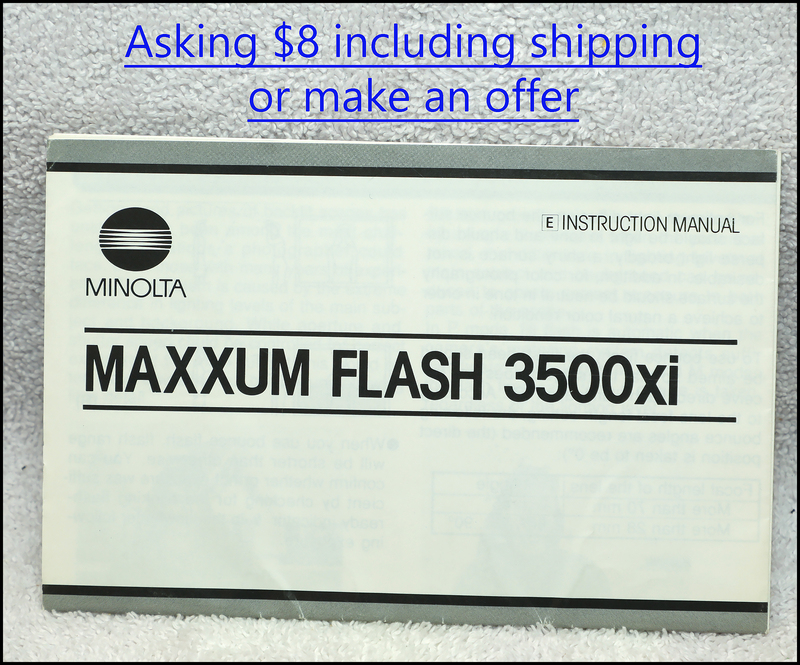 Asking $8 including shipping
or make an offer
E INSTRUCTION MANUAL
MINOLTA
MAXXUM FLASH 3500xi